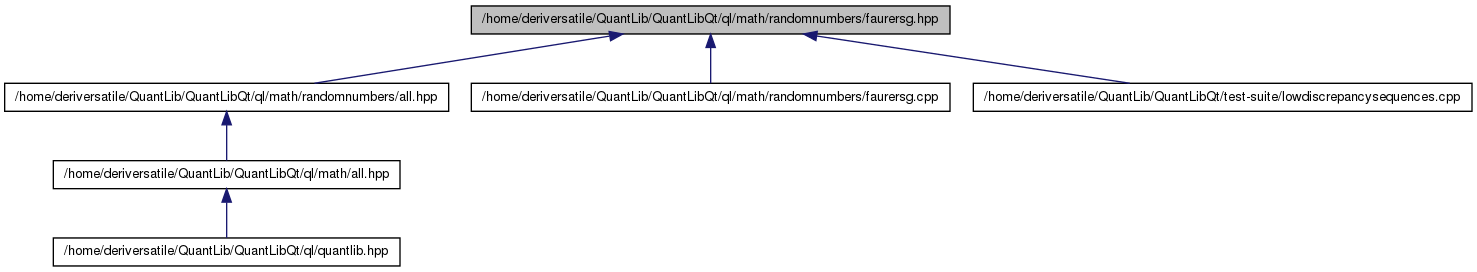 /home/deriversatile/QuantLib/QuantLibQt/ql/math/randomnumbers/faurersg.hpp
/home/deriversatile/QuantLib/QuantLibQt/ql/math/randomnumbers/all.hpp
/home/deriversatile/QuantLib/QuantLibQt/ql/math/randomnumbers/faurersg.cpp
/home/deriversatile/QuantLib/QuantLibQt/test-suite/lowdiscrepancysequences.cpp
/home/deriversatile/QuantLib/QuantLibQt/ql/math/all.hpp
/home/deriversatile/QuantLib/QuantLibQt/ql/quantlib.hpp